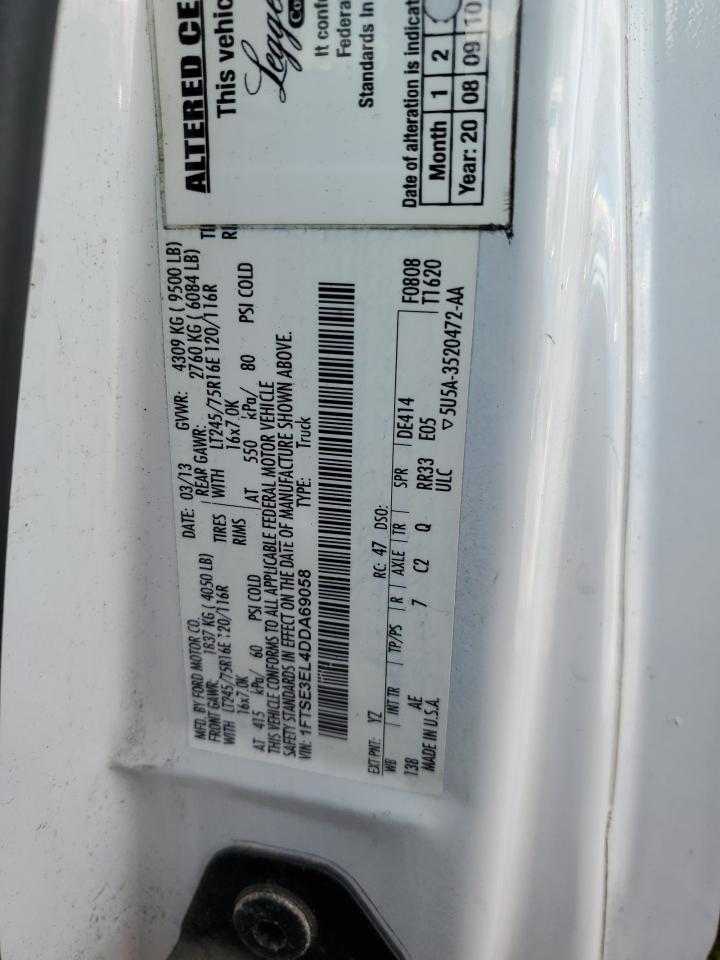 MFD. BY FORD MOTOR CO.
DATE: 03/13 GVWR: 4309 KG ( 9500 LB)
FRONT GAWR: 1837 KG ( 4050 LB)
REAR GAWR: 2760 KG ( 6084 LB)
WITH LT245/75R16E 120/116R
TIRES WITH LT245/75R16E 120/116R
16x7.0K
RIMS 16x7.0K
AT 415 kPa/ 60 PSI COLD
AT 550 kPa/ 80 PSI COLD
THIS VEHICLE CONFORMS TO ALL APPLICABLE FEDERAL MOTOR VEHICLE
SAFETY STANDARDS IN EFFECT ON THE DATE OF MANUFACTURE SHOWN ABOVE.
VIN: 1FTSE3EL4DDA69058
TYPE: Truck
EXT PNT: YZ RC: 47 DSO:
WB INT TR TP/PS R AXLE TR SPR
138 AE 7 C2 Q RR33 DE414 F0808
ULC E05 T1620
MADE IN U.S.A.
▽5U5A-3520472-AA
ALTERED CE
This vehic
Legge
It confo
Federa
Standards In
Date of alteration is indicat
Month 1 2
Year: 20 08 09 10